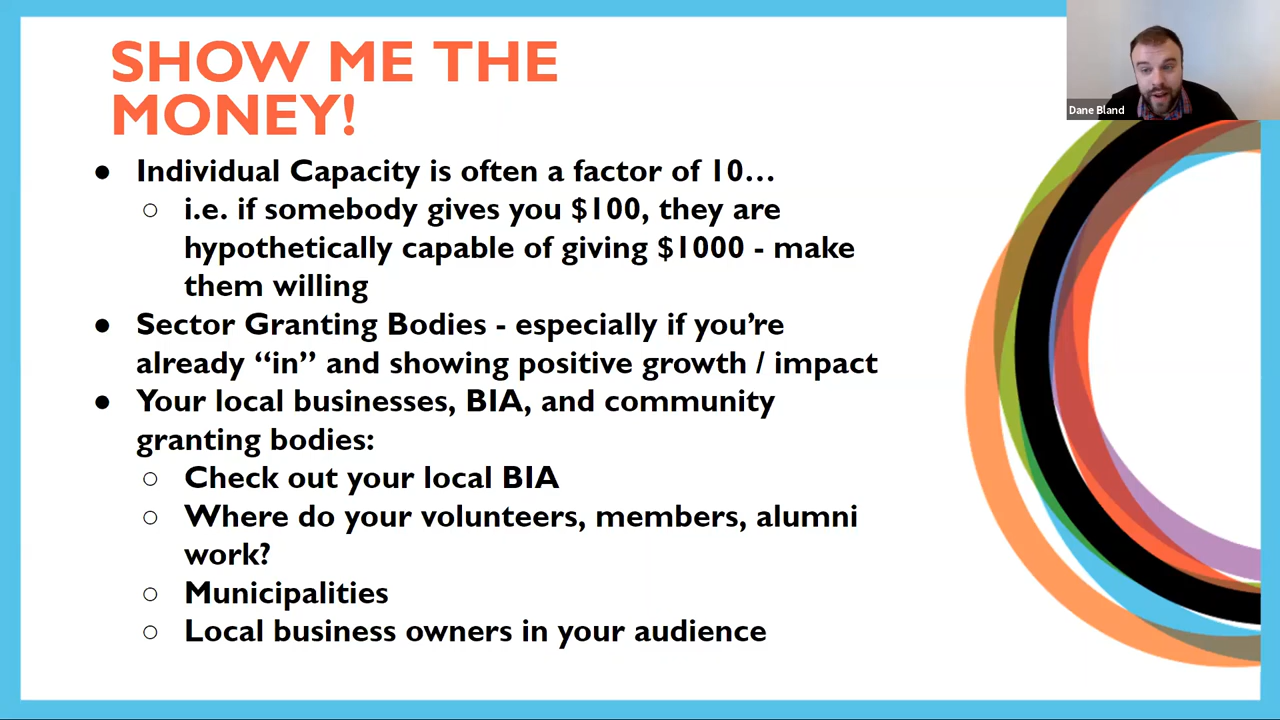 SHOW ME THE
MONEY!
Dane Bland
● Individual Capacity is often a factor of 10…
○ i.e. if somebody gives you $100, they are
hypothetically capable of giving $1000 - make
them willing
● Sector Granting Bodies - especially if you’re
already “in” and showing positive growth / impact
● Your local businesses, BIA, and community
granting bodies:
○ Check out your local BIA
○ Where do your volunteers, members, alumni
work?
○ Municipalities
○ Local business owners in your audience